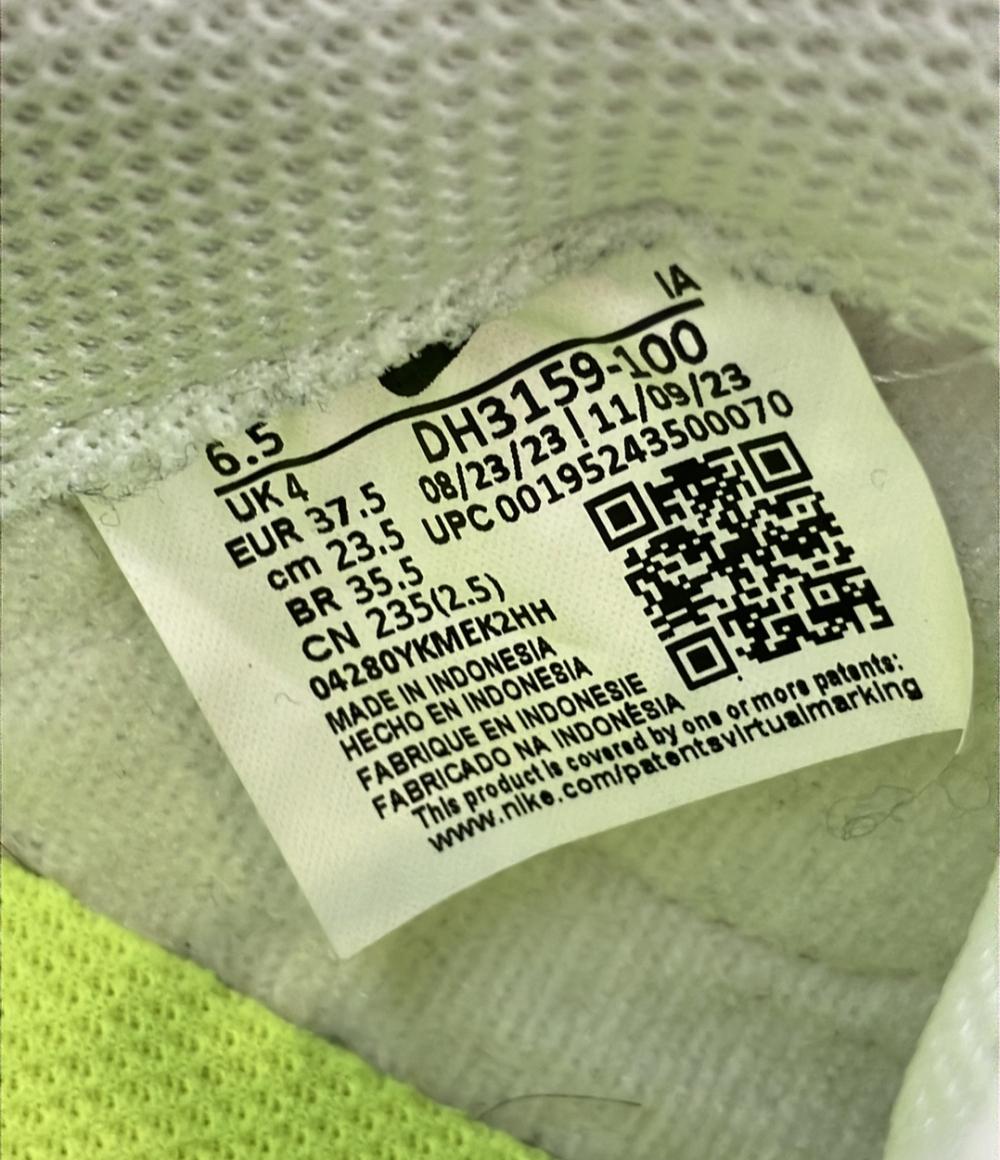 IA
6.5
DH3159-100
UK 4
08/23/23 | 11/09/23
EUR 37.5
UPC 00195243500070
cm 23.5
BR 35.5
CN 235(2.5)
04280YKMEK2HH
MADE IN INDONESIA
HECHO EN INDONESIA
FABRIQUE EN INDONESIE
FABRICADO NA INDONÉSIA
This product is covered by one or more patents:
www.nike.com/patentsvirtualmarking